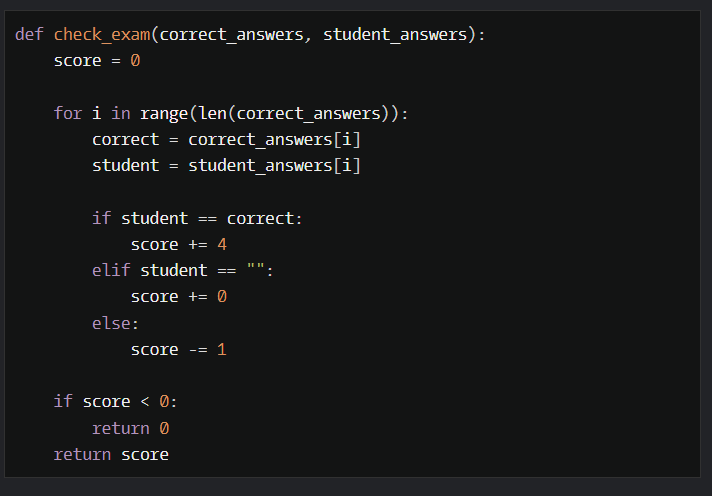 def check_exam(correct_answers, student_answers):
    score = 0

    for i in range(len(correct_answers)):
        correct = correct_answers[i]
        student = student_answers[i]

        if student == correct:
            score += 4
        elif student == "":
            score += 0
        else:
            score -= 1

    if score < 0:
        return 0
    return score